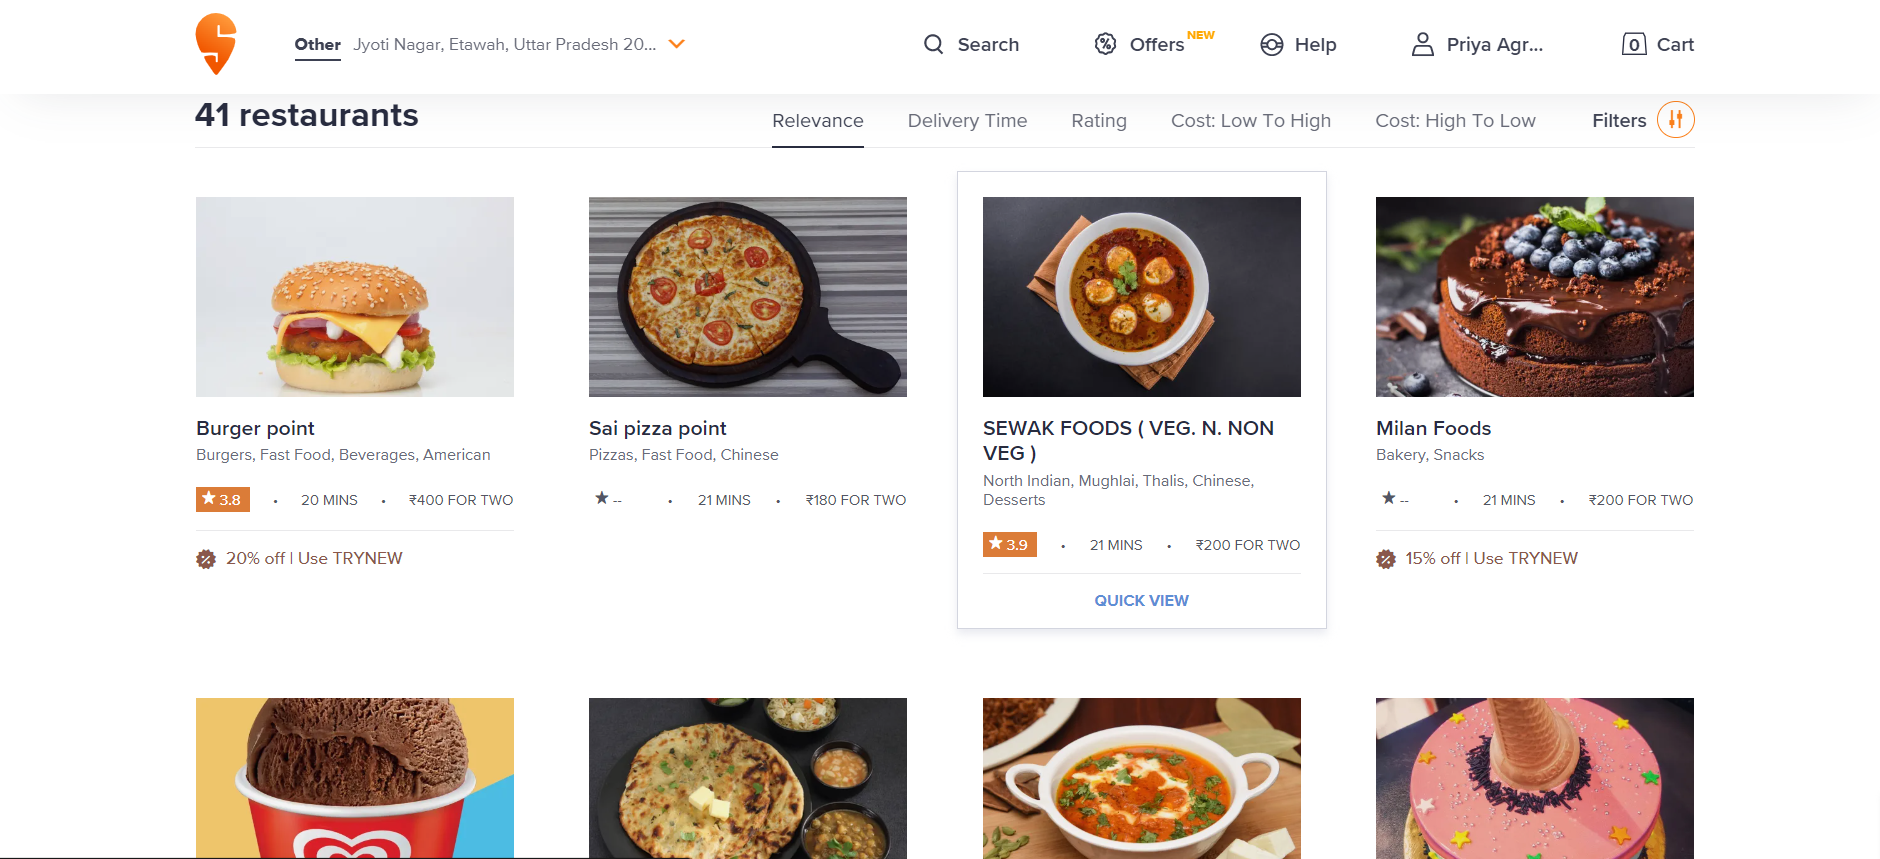 Other Jyoti Nagar, Etawah, Uttar Pradesh 20... Search Offers NEW Help Priya Agr... 0 Cart
41 restaurants
Relevance Delivery Time Rating Cost: Low To High Cost: High To Low Filters
Burger point
Burgers, Fast Food, Beverages, American
★ 3.8 • 20 MINS • ₹400 FOR TWO
20% off | Use TRYNEW
Sai pizza point
Pizzas, Fast Food, Chinese
★ -- • 21 MINS • ₹180 FOR TWO
SEWAK FOODS ( VEG. N. NON
VEG )
North Indian, Mughlai, Thalis, Chinese,
Desserts
★ 3.9 • 21 MINS • ₹200 FOR TWO
QUICK VIEW
Milan Foods
Bakery, Snacks
★ -- • 21 MINS • ₹200 FOR TWO
15% off | Use TRYNEW